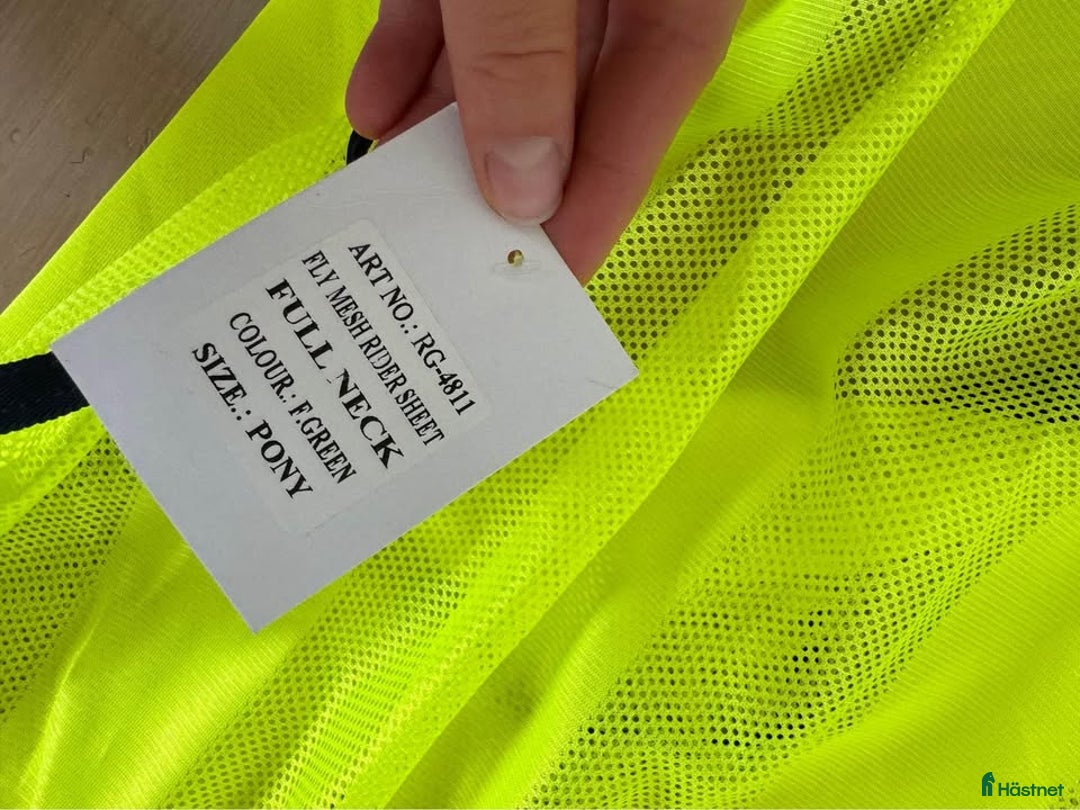 ART NO.: RG-4811
FLY MESH RIDER SHEET
FULL NECK
COLOUR.: F.GREEN
SIZE.: PONY
Hästnet